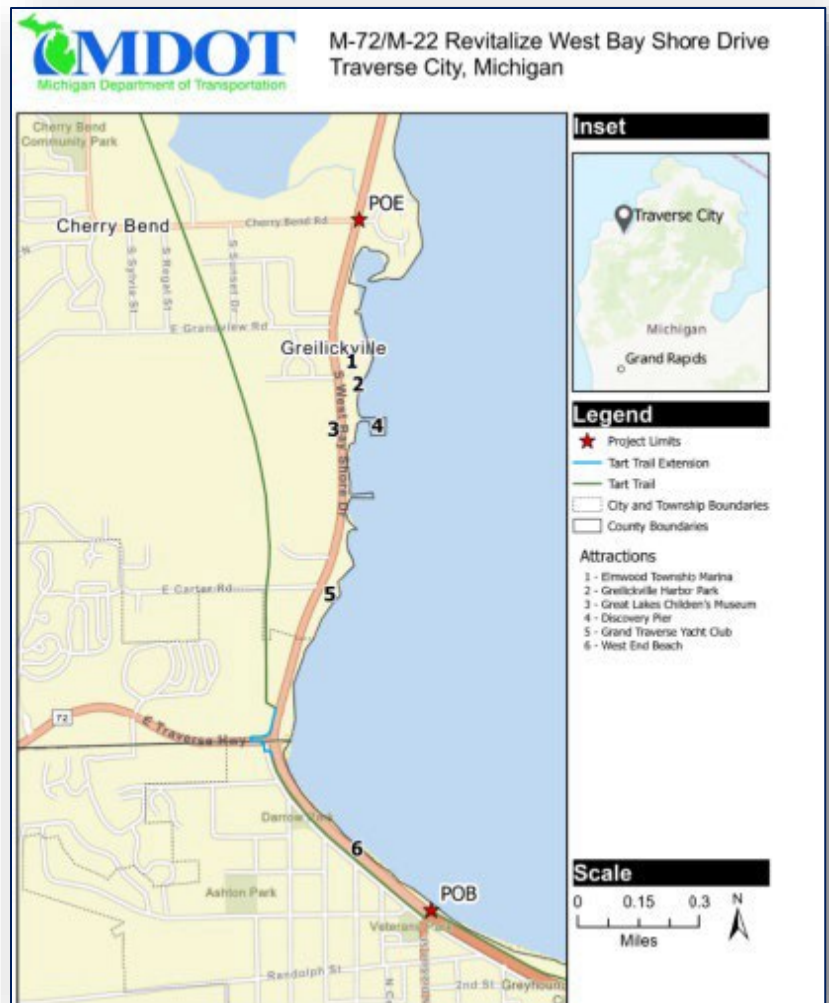 MDOT
Michigan Department of Transportation
M-72/M-22 Revitalize West Bay Shore Drive
Traverse City, Michigan
Cherry Bend
Community Park
POE
Cherry Bend
Cherry Bend Rd
S Sylvia St
S Regal St
S Sunset Dr
E Grandview Rd
Greilickville
1
2
S West Bay Shore Dr
3
4
E Carter Rd
5
72
E Traverse Hwy
Darrow Park
6
Ashton Park
POB
Veterans Park
Randolph St
2nd St
Greyhound
Inset
Traverse City
Michigan
Grand Rapids
Legend
Project Limits
Tart Trail Extension
Tart Trail
City and Township Boundaries
County Boundaries
Attractions
1 - Elmwood Township Marina
2 - Greilickville Harbor Park
3 - Great Lakes Children's Museum
4 - Discovery Pier
5 - Grand Traverse Yacht Club
6 - West End Beach
Scale
0 0.15 0.3
Miles
N